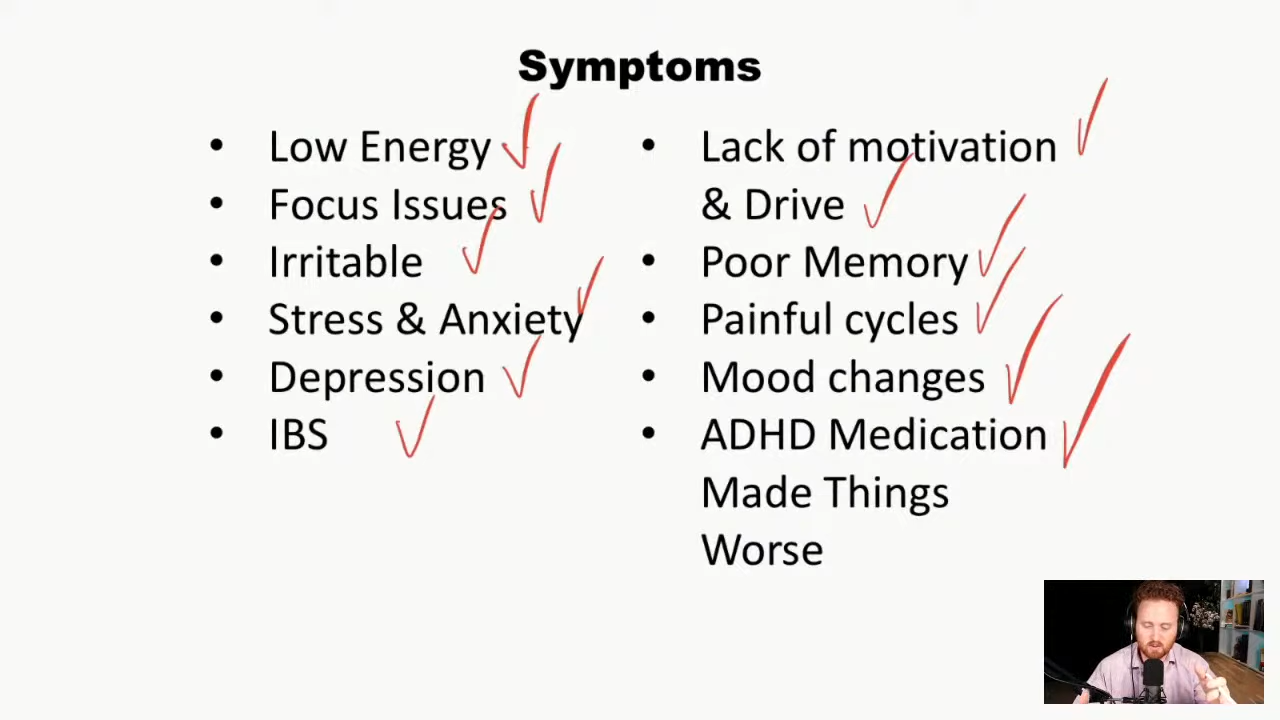 Symptoms
• Low Energy
• Focus Issues
• Irritable
• Stress & Anxiety
• Depression
• IBS
• Lack of motivation
& Drive
• Poor Memory
• Painful cycles
• Mood changes
• ADHD Medication
Made Things
Worse